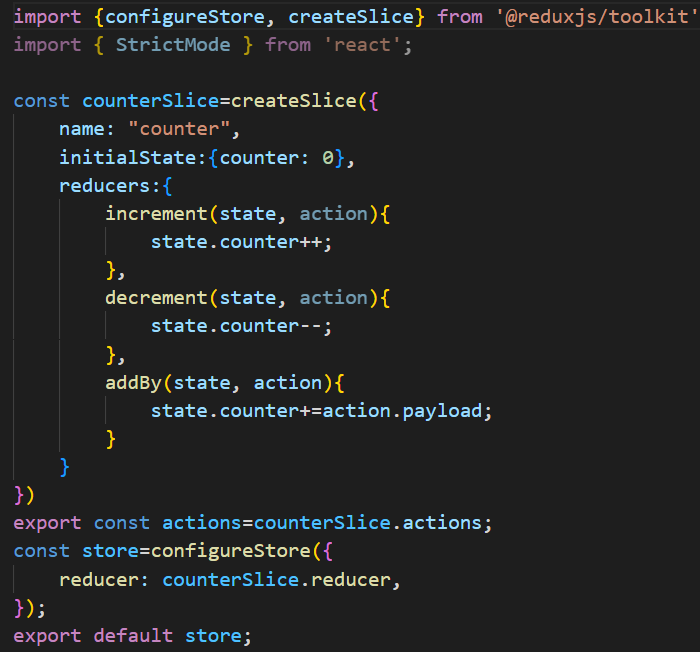 import {configureStore, createSlice} from '@reduxjs/toolkit'
import { StrictMode } from 'react';

const counterSlice=createSlice({
    name: "counter",
    initialState:{counter: 0},
    reducers:{
        increment(state, action){
            state.counter++;
        },
        decrement(state, action){
            state.counter--;
        },
        addBy(state, action){
            state.counter+=action.payload;
        }
    }
})
export const actions=counterSlice.actions;
const store=configureStore({
    reducer: counterSlice.reducer,
});
export default store;